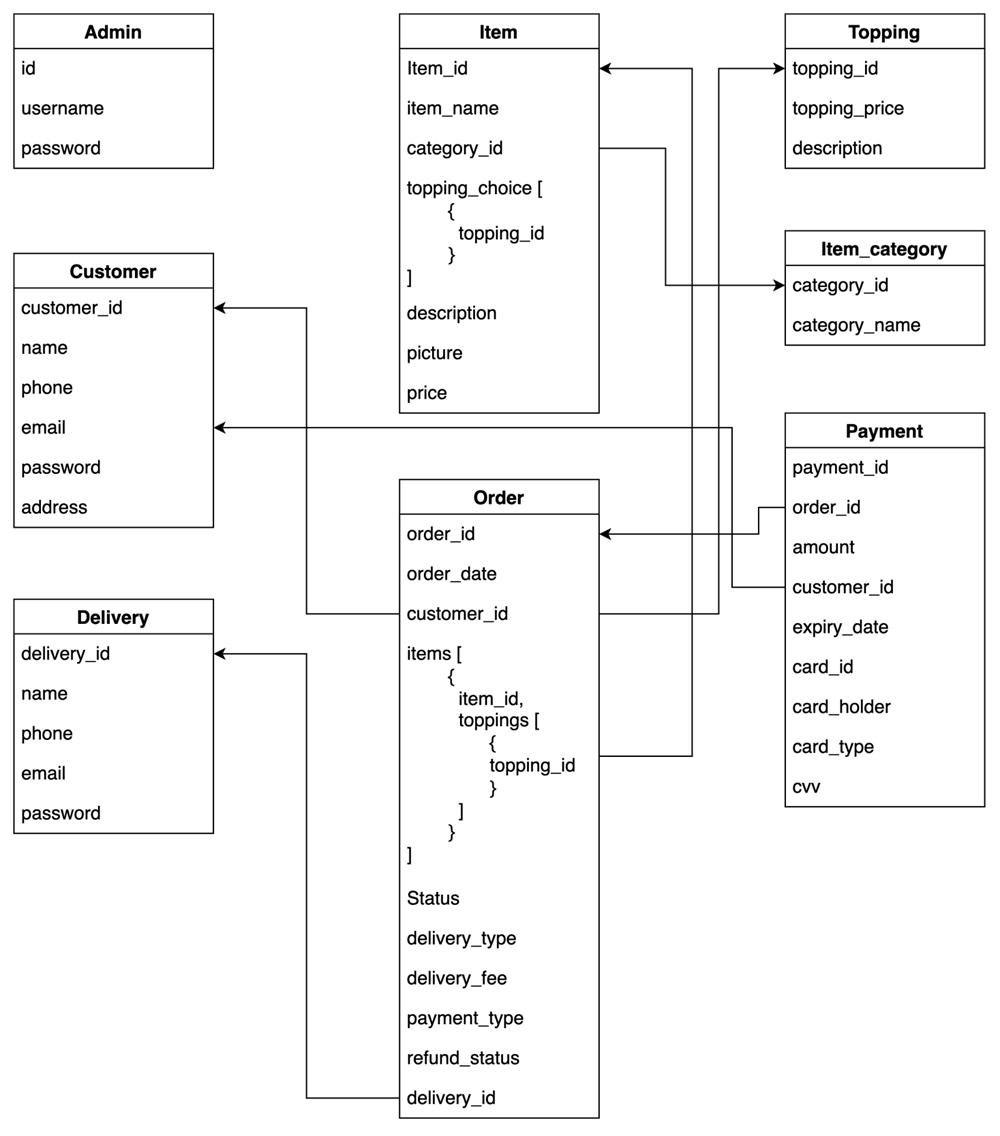 Admin
id
username
password
Item
Item_id
item_name
category_id
topping_choice [
{
topping_id
}
]
description
picture
price
Topping
topping_id
topping_price
description
Item_category
category_id
category_name
Customer
customer_id
name
phone
email
password
address
Payment
payment_id
order_id
amount
customer_id
expiry_date
card_id
card_holder
card_type
cvv
Order
order_id
order_date
customer_id
items [
{
item_id,
toppings [
{
topping_id
}
]
}
]
Status
delivery_type
delivery_fee
payment_type
refund_status
delivery_id
Delivery
delivery_id
name
phone
email
password